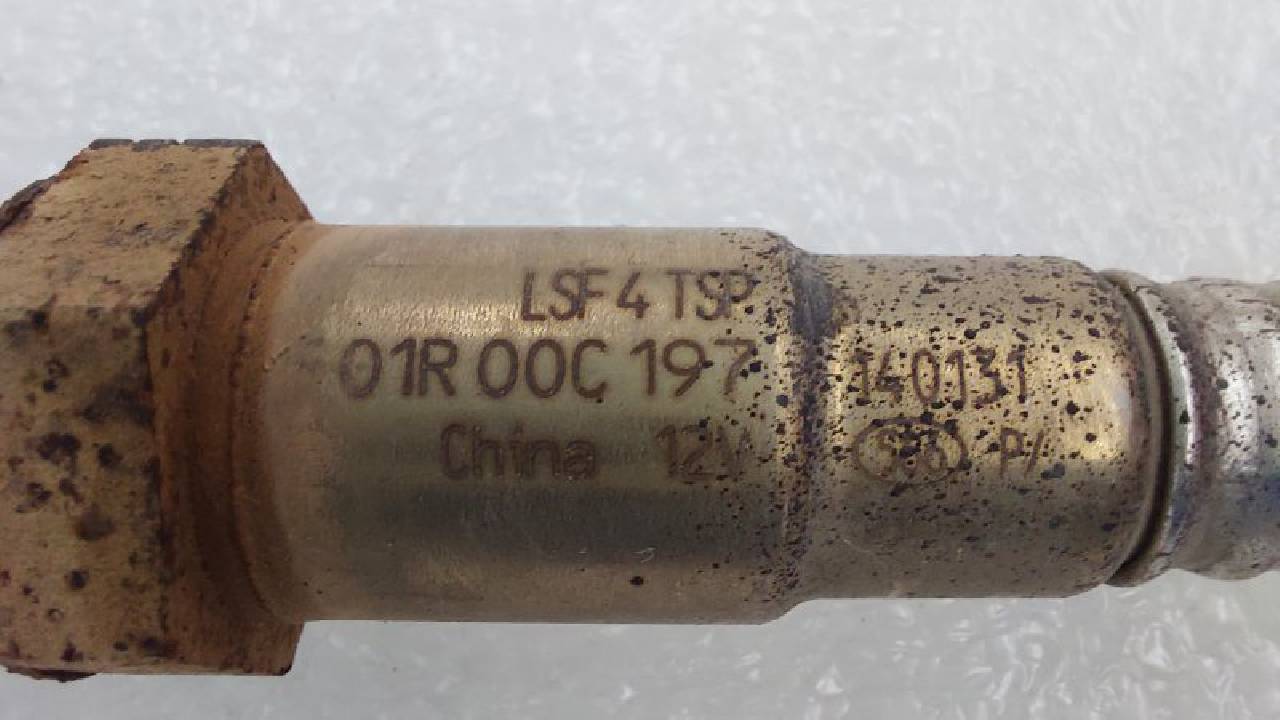 LSF 4 TSP
01R 00C 197
China 12V
140131
P/